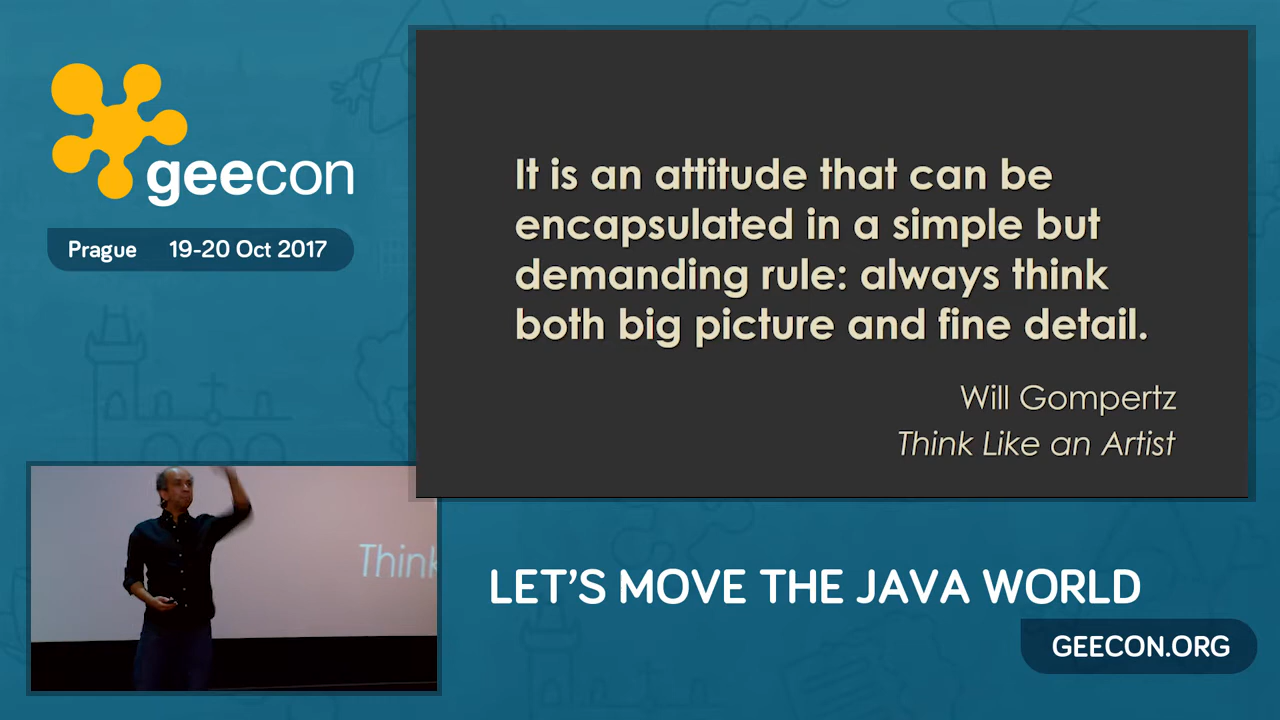 geecon
Prague 19-20 Oct 2017
It is an attitude that can be
encapsulated in a simple but
demanding rule: always think
both big picture and fine detail.
Will Gompertz
Think Like an Artist
Think
LET'S MOVE THE JAVA WORLD
GEECON.ORG